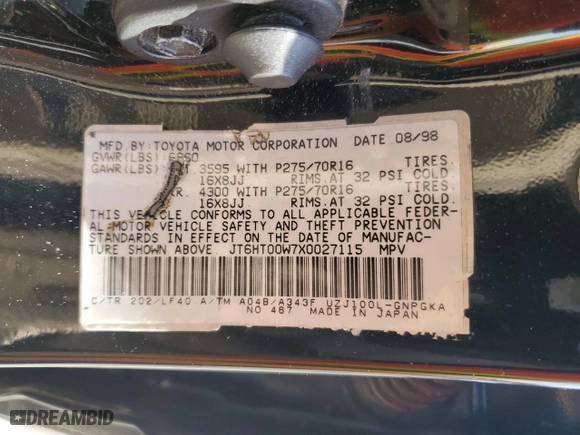 MFD. BY: TOYOTA MOTOR CORPORATION DATE 08/98
GVWR(LBS): 6860
GAWR(LBS): 3595 WITH P275/70R16 TIRES.
16X8JJ RIMS. AT 32 PSI COLD.
RR. 4300 WITH P275/70R16 TIRES.
16X8JJ RIMS. AT 32 PSI COLD.
THIS VEHICLE CONFORMS TO ALL APPLICABLE FEDER-
AL MOTOR VEHICLE SAFETY AND THEFT PREVENTION
STANDARDS IN EFFECT ON THE DATE OF MANUFAC-
TURE SHOWN ABOVE JT6HT00W7X0027115 MPV
C/TR 202/LF40 A/TM A04B/A343F UZJ100L-GNPGKA
NO 467 MADE IN JAPAN
DREAMBID